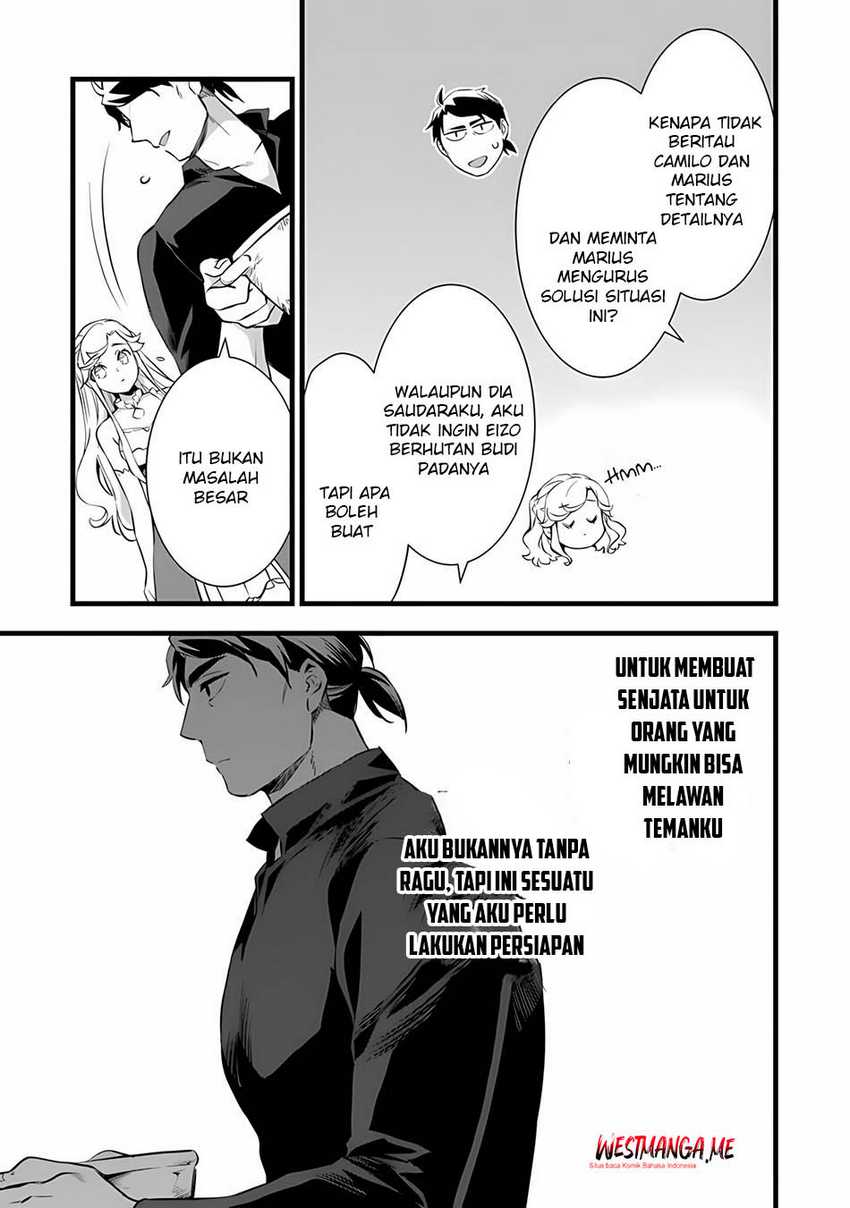 KENAPA TIDAK
BERITAU
CAMILO DAN
MARIUS
TENTANG
DETAILNYA
DAN MEMINTA
MARIUS
MENGURUS
SOLUSI SITUASI
INI?
HMM...
WALAUPUN DIA
SAUDARAKU, AKU
TIDAK INGIN EIZO
BERHUTAN BUDI
PADANYA
TAPI APA
BOLEH
BUAT
ITU BUKAN
MASALAH
BESAR
UNTUK MEMBUAT
SENJATA UNTUK
ORANG YANG
MUNGKIN BISA
MELAWAN
TEMANKU
AKU BUKANNYA TANPA
RAGU, TAPI INI SESUATU
YANG AKU PERLU
LAKUKAN PERSIAPAN
WESTMANGA.ME
Situs baca Komik Bahasa Indonesia